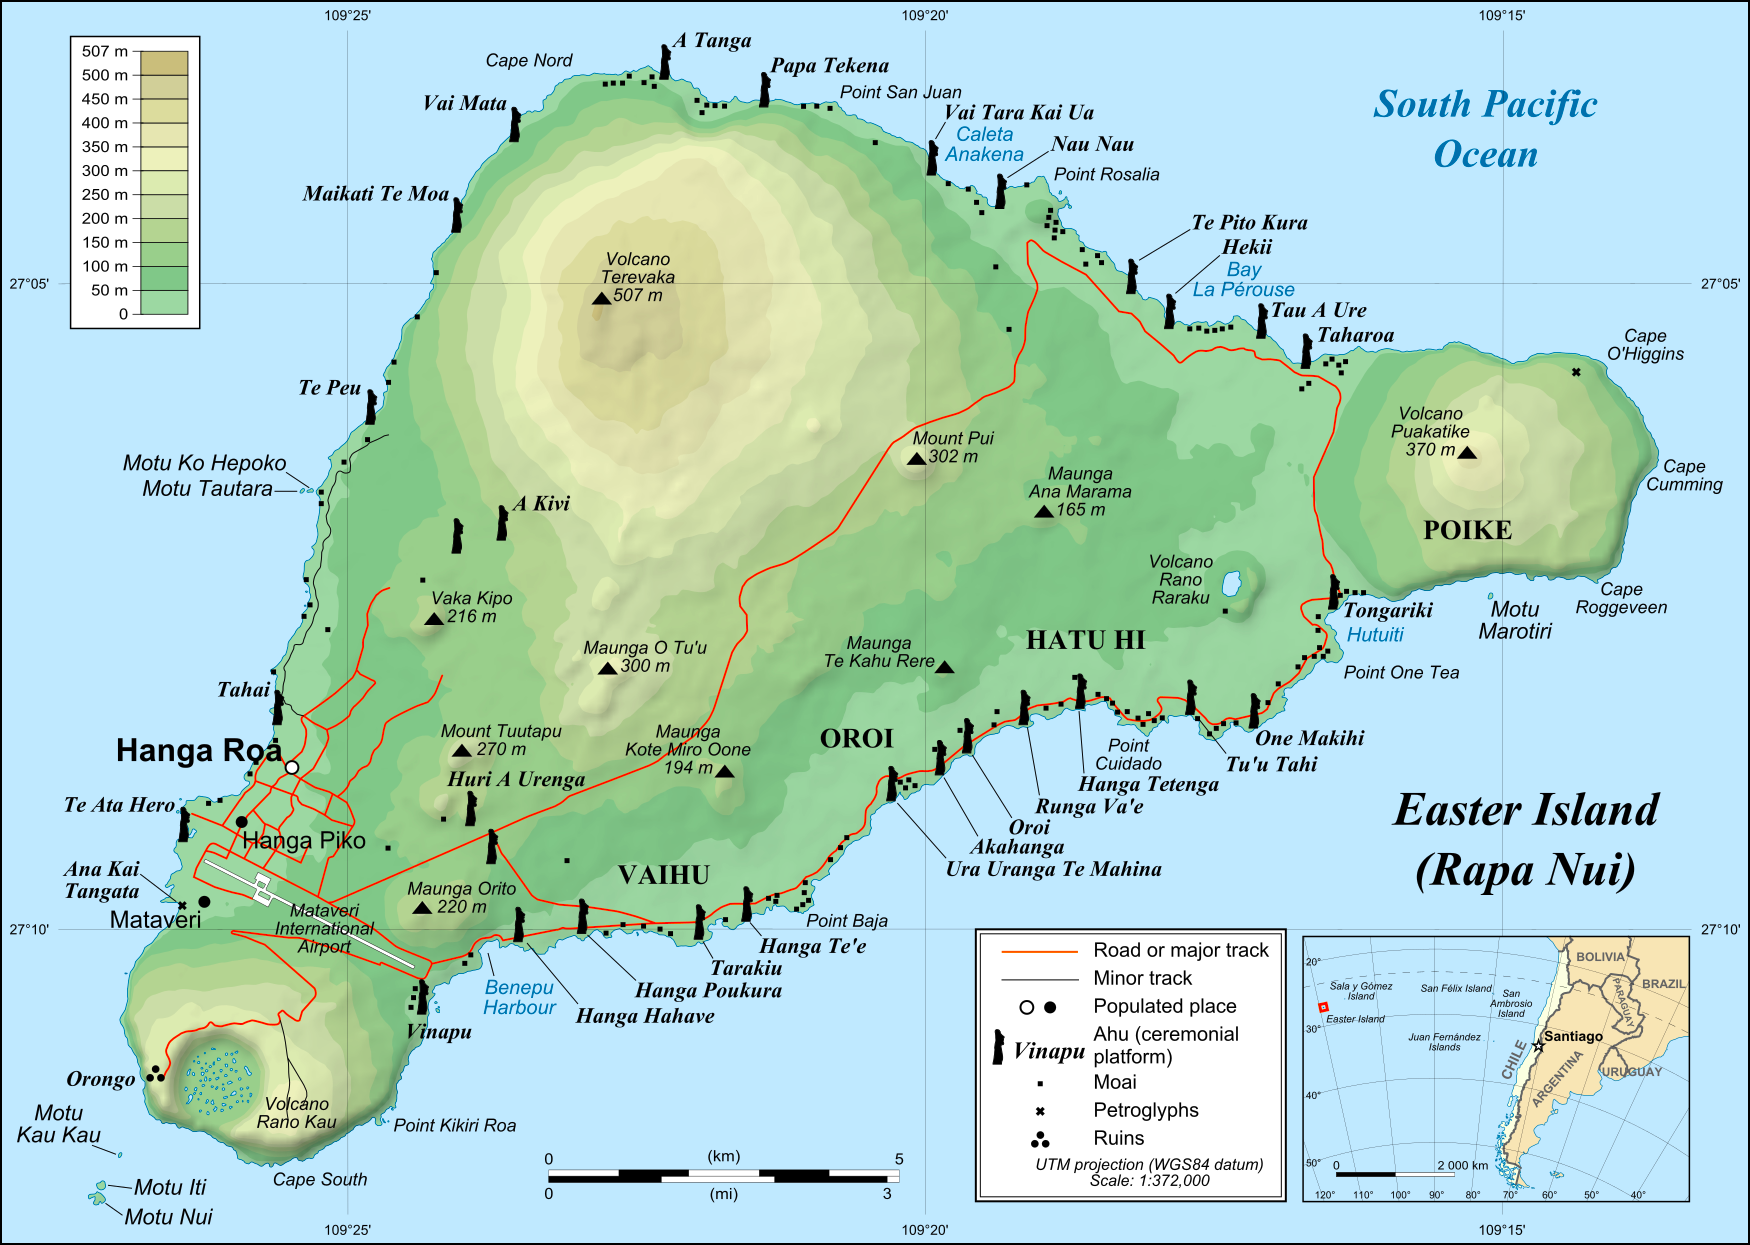 109°25'
109°20'
109°15'
507 m
500 m
450 m
400 m
350 m
300 m
250 m
200 m
150 m
100 m
50 m
0
Cape Nord
A Tanga
Papa Tekena
Point San Juan
Vai Mata
Vai Tara Kai Ua
Caleta
Anakena
Nau Nau
Point Rosalia
South Pacific
Ocean
Maikati Te Moa
Te Pito Kura
Hekii
Bay
La Pérouse
Tau A Ure
Taharoa
27°05'
27°05'
Volcano
Terevaka
507 m
Cape
O'Higgins
Te Peu
Mount Pui
302 m
Volcano
Puakatike
370 m
Motu Ko Hepoko
Motu Tautara
Maunga
Ana Marama
165 m
Cape
Cumming
A Kivi
POIKE
Volcano
Rano
Raraku
Vaka Kipo
216 m
Cape
Roggeveen
Tongariki
Hutuiti
Motu
Marotiri
Maunga O Tu'u
300 m
Maunga
Te Kahu Rere
HATU HI
Point One Tea
Tahai
Hanga Roa
Mount Tuutapu
270 m
Maunga
Kote Miro Oone
194 m
OROI
Point
Cuidado
One Makihi
Tu'u Tahi
Huri A Urenga
Hanga Tetenga
Runga Va'e
Oroi
Akahanga
Ura Uranga Te Mahina
Te Ata Hero
Hanga Piko
Easter Island
(Rapa Nui)
Ana Kai
Tangata
Mataveri
Mataveri
International
Airport
Maunga Orito
220 m
VAIHU
Point Baja
27°10'
27°10'
Hanga Te'e
Tarakiu
Hanga Poukura
Hanga Hahave
Benepu
Harbour
Vinapu
Orongo
Motu
Kau Kau
Volcano
Rano Kau
Point Kikiri Roa
Cape South
Motu Iti
Motu Nui
0
(km)
5
0
(mi)
3
Road or major track
Minor track
Populated place
Vinapu
Ahu (ceremonial
platform)
Moai
Petroglyphs
Ruins
UTM projection (WGS84 datum)
Scale: 1:372,000
20°
30°
40°
50°
BOLIVIA
BRAZIL
PARAGUAY
Sala y Gómez
Island
San Félix Island
San
Ambrosio
Island
Easter Island
Juan Fernández
Islands
Santiago
CHILE
ARGENTINA
URUGUAY
0
2 000 km
120°
110°
100°
90°
80°
70°
60°
50°
40°
109°25'
109°20'
109°15'